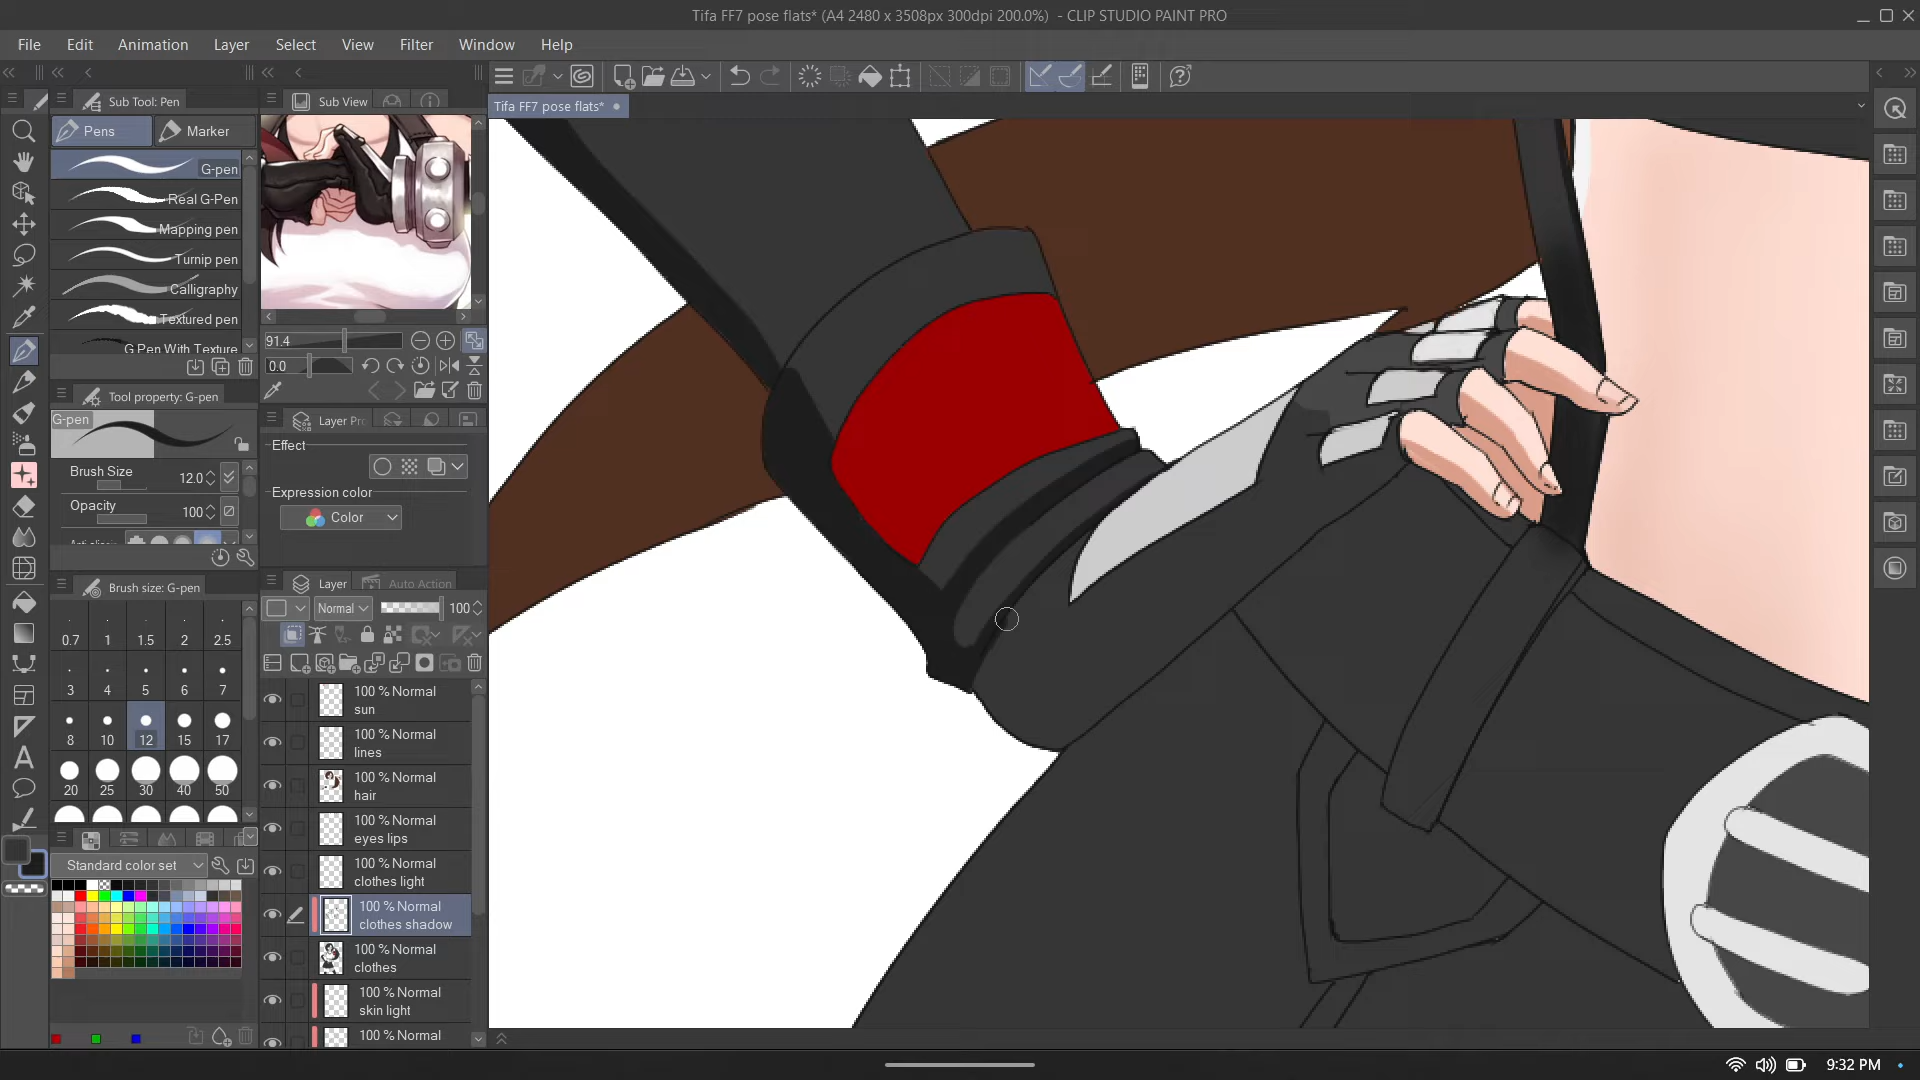 Tifa FF7 pose flats* (A4 2480 x 3508px 300dpi 200.0%)  - CLIP STUDIO PAINT PRO
File Edit Animation Layer Select View Filter Window Help
Sub Tool: Pen
Sub View
Tifa FF7 pose flats*
Pens
Marker
G-pen
Real G-Pen
Mapping pen
Turnip pen
Calligraphy
Textured pen
G Pen With Texture
91.4
0.0
Tool property: G-pen
G-pen
Brush Size 12.0
Opacity 100
Layer Pr
Effect
Expression color
Color
Brush size: G-pen
0.7 1 1.5 2 2.5
3 4 5 6 7
8 10 12 15 17
20 25 30 40 50
Standard color set
Layer
Auto Action
Normal 100
100 % Normal
sun
100 % Normal
lines
100 % Normal
hair
100 % Normal
eyes lips
100 % Normal
clothes light
100 % Normal
clothes shadow
100 % Normal
clothes
100 % Normal
skin light
100 % Normal
9:32 PM